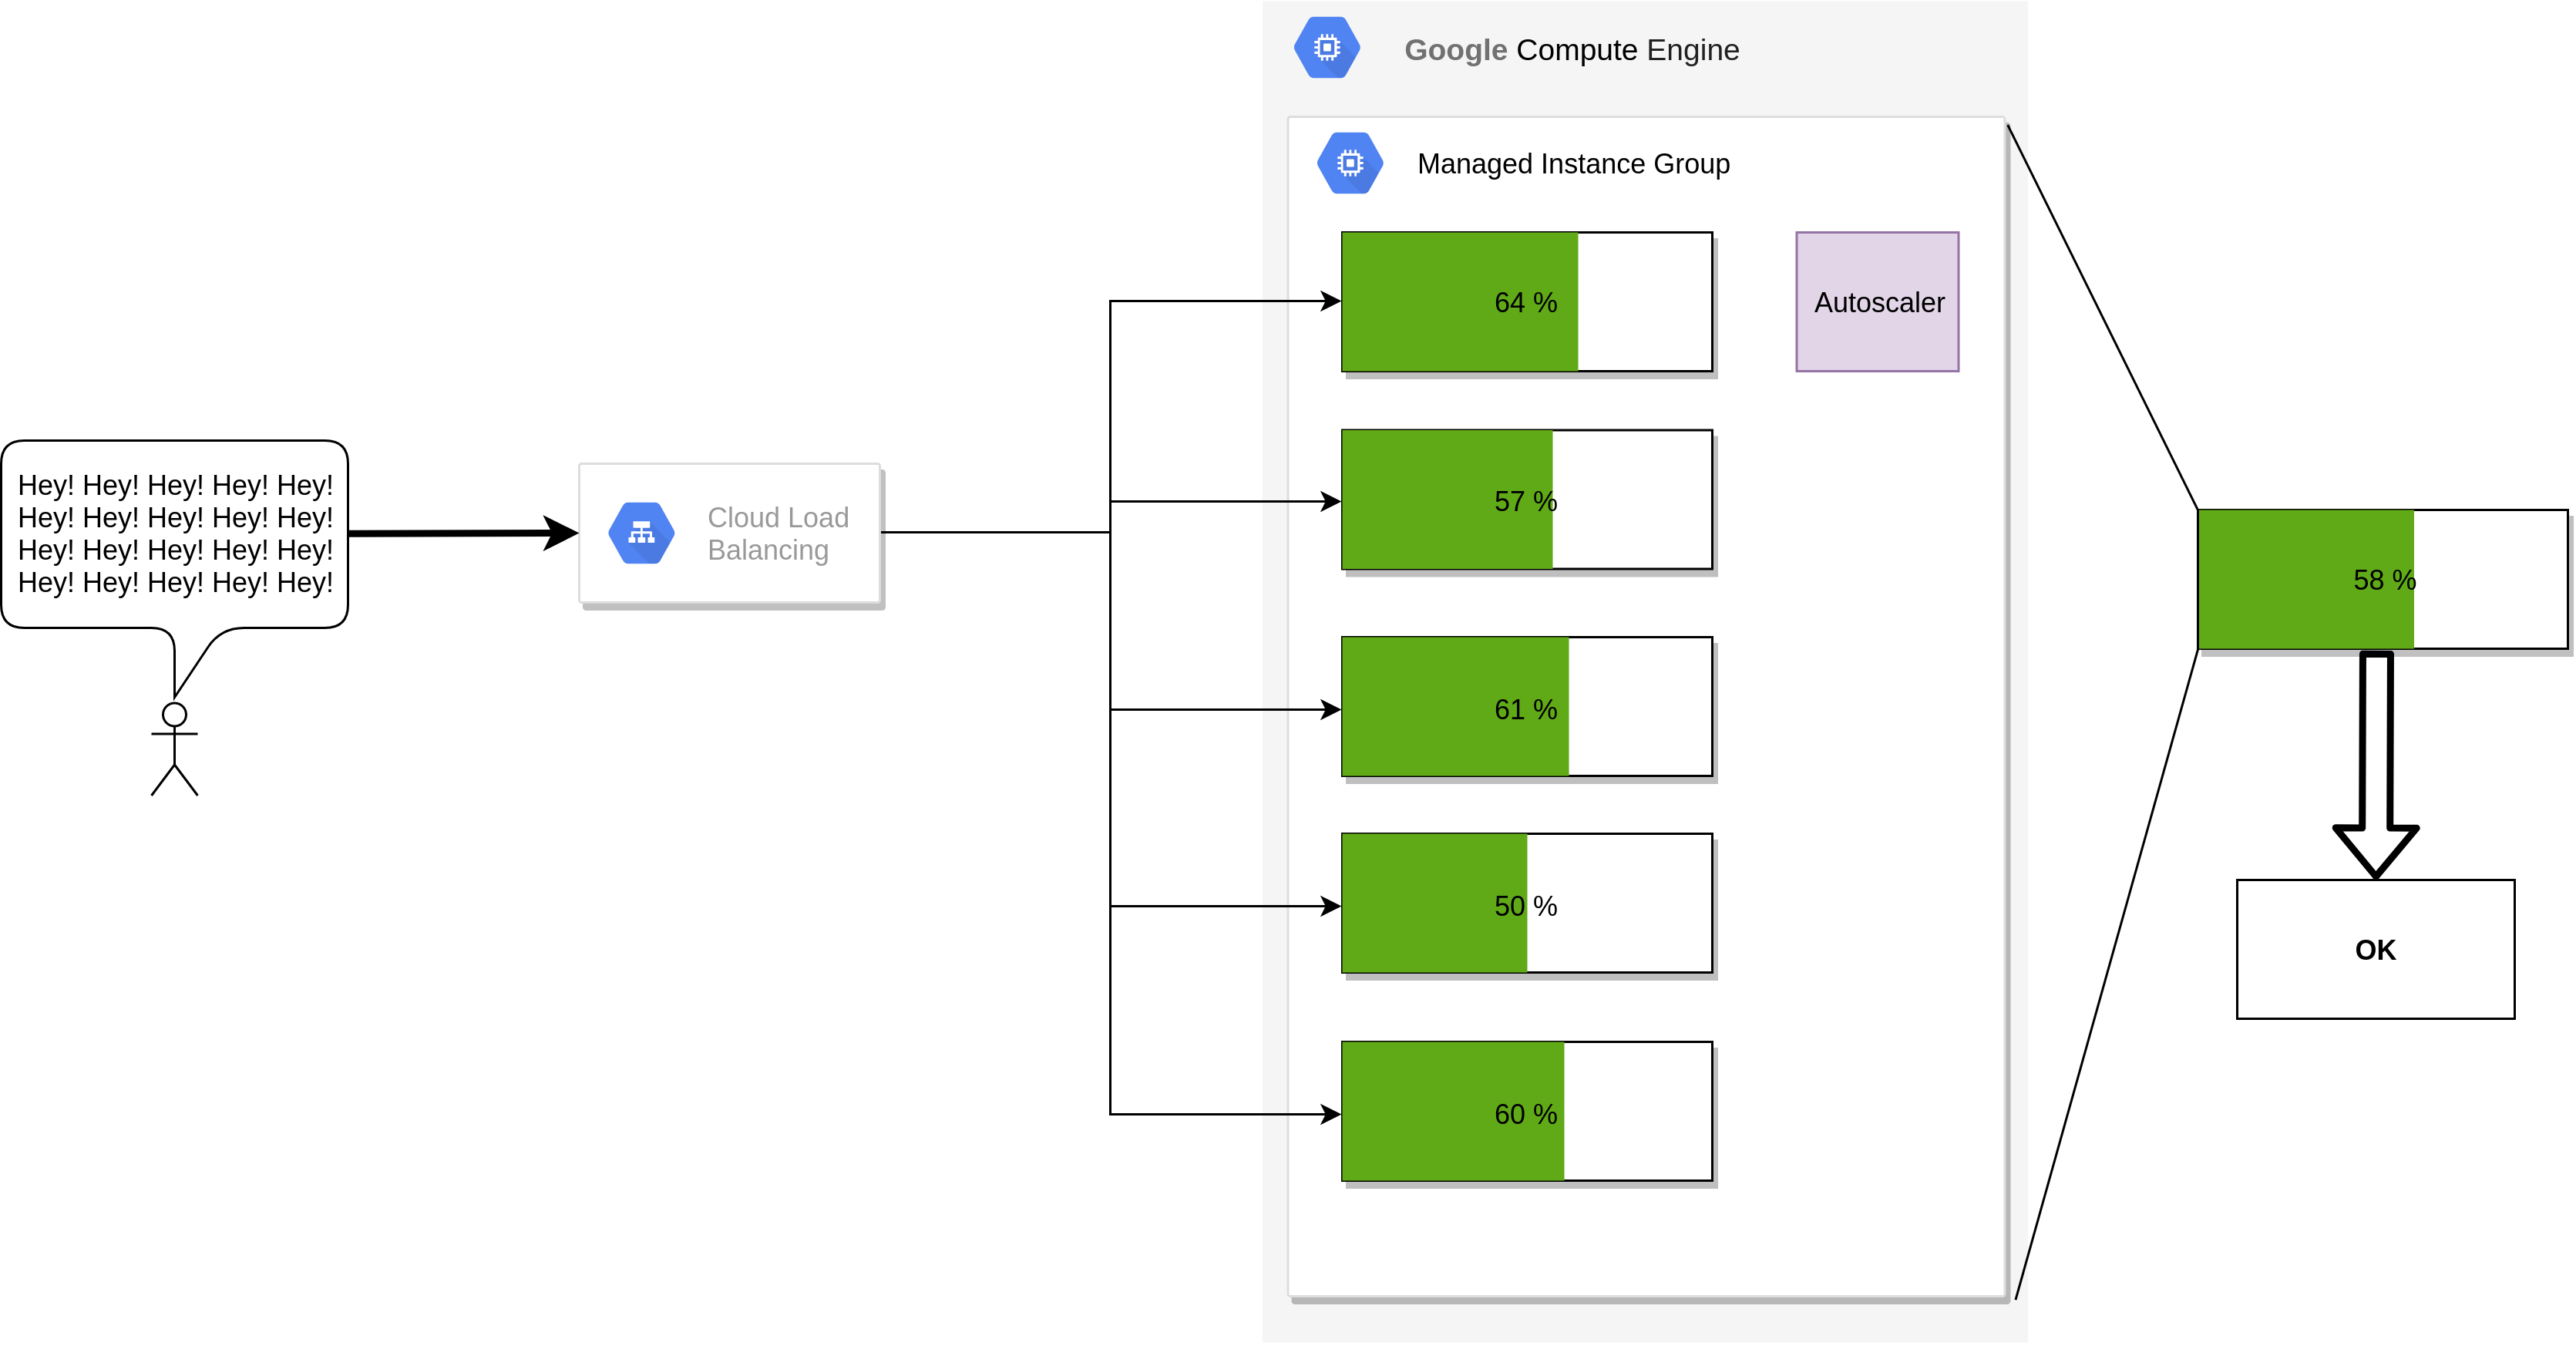 Google Compute Engine
Managed Instance Group
64 %
Autoscaler
Hey! Hey! Hey! Hey! Hey!
Hey! Hey! Hey! Hey! Hey!
Hey! Hey! Hey! Hey! Hey!
Hey! Hey! Hey! Hey! Hey!
Cloud Load
Balancing
57 %
58 %
61 %
50 %
OK
60 %